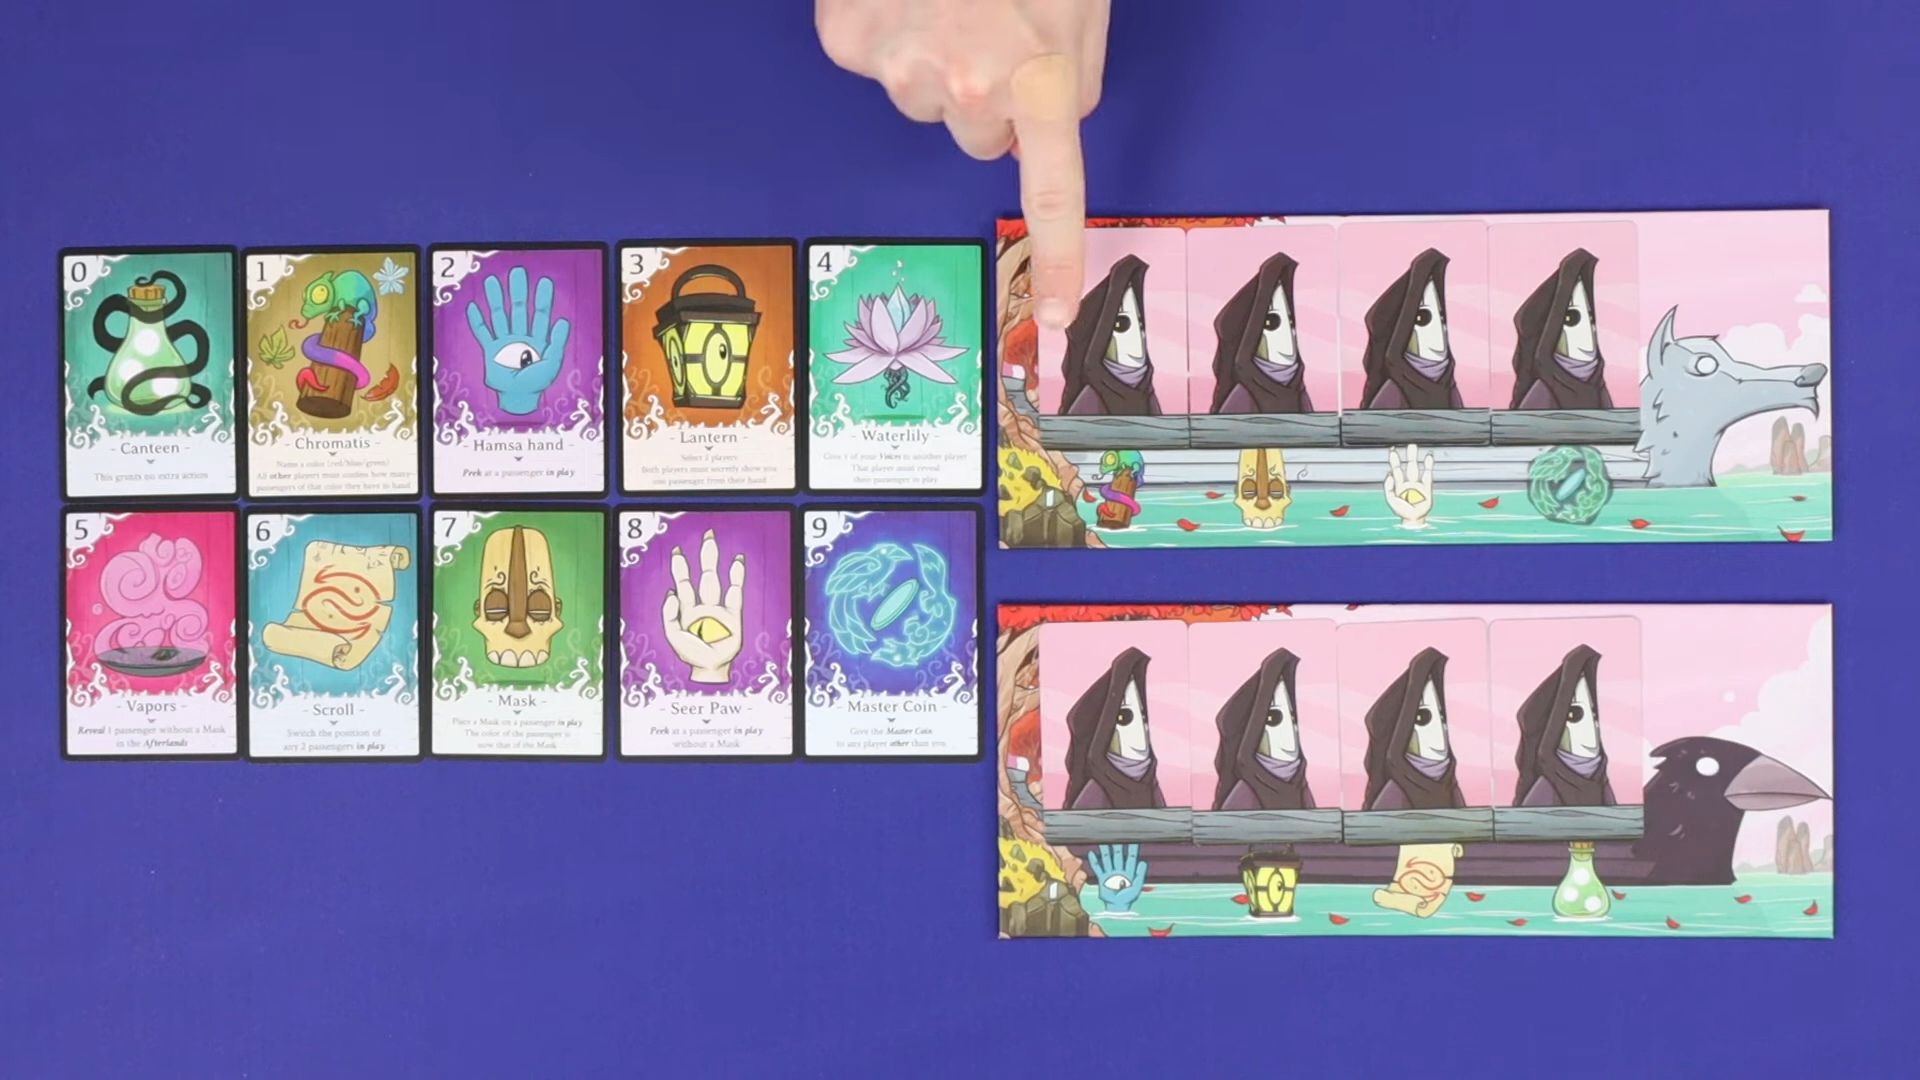 0
- Canteen -
This grants no extra action
1
- Chromatis -
Name a color (red/blue/green)
All other players must confess how many
passengers of that color they have in hand
2
- Hamsa hand -
Peek at a passenger in play
3
- Lantern -
Select 2 players
Both players must secretly show you
one passenger from their hand
4
- Waterlily -
Give 1 of your Voices to another player
That player must reveal
their passenger in play
5
- Vapors -
Reveal 1 passenger without a Mask
in the Afterlands
6
- Scroll -
Switch the position of
any 2 passengers in play
7
- Mask -
Place a Mask on a passenger in play
The color of the passenger is
now that of the Mask
8
- Seer Paw -
Peek at a passenger in play
without a Mask
9
- Master Coin -
Give the Master Coin
to any player other than you